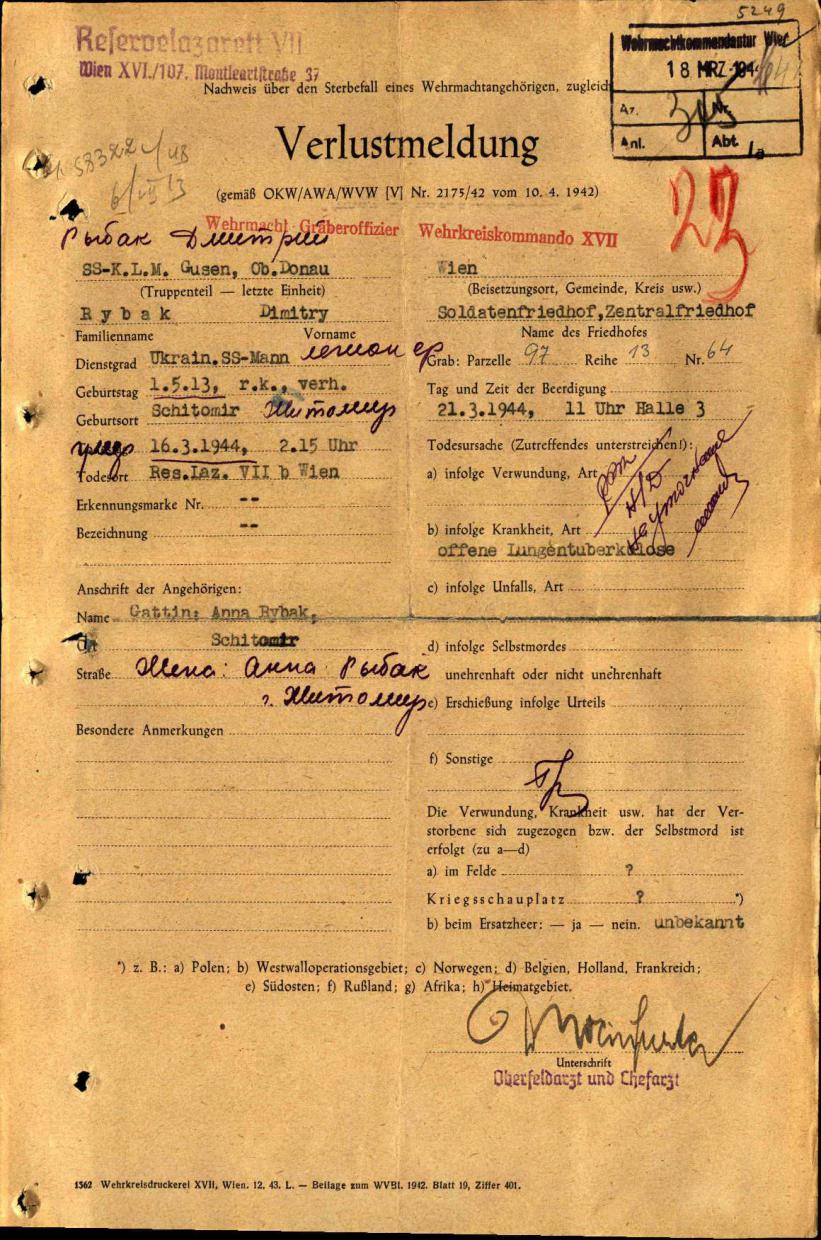 5249
Reservelazarett VII
Wien XVI./107, Montleartstraße 37
Wehrmachtkommandantur Wien
18 MRZ 194
Az.
Nr.
Anl.
Abt. Ia
Nachweis über den Sterbefall eines Wehrmachtangehörigen, zugleich
Verlustmeldung
(gemäß OKW/AWA/WVW [V] Nr. 2175/42 vom 10. 4. 1942)
23
Wehrmacht Gräberoffizier Wehrkreiskommando XVII
Рыбак Дмитрий
SS-K.L.M. Gusen, Ob.Donau
(Truppenteil — letzte Einheit)
Rybak Dimitry
Familienname Vorname
Dienstgrad Ukrain.SS-Mann легионер
Geburtstag 1.5.13, r.k., verh.
Geburtsort Schitomir Житомир
16.3.1944, 2.15 Uhr
Todesort Res.Laz. VII b Wien
Erkennungsmarke Nr. --
Bezeichnung --
Anschrift der Angehörigen:
Name Gattin: Anna Rybak,
Ort Schitomir
Straße Жена: Анна Рыбак
г. Житомир
Besondere Anmerkungen
Wien
(Beisetzungsort, Gemeinde, Kreis usw.)
Soldatenfriedhof,Zentralfriedhof
Name des Friedhofes
Grab: Parzelle 97 Reihe 13 Nr. 64
Tag und Zeit der Beerdigung
21.3.1944, 11 Uhr Halle 3
Todesursache (Zutreffendes unterstreichen!):
a) infolge Verwundung, Art
b) infolge Krankheit, Art
offene Lungentuberkulose
c) infolge Unfalls, Art
d) infolge Selbstmordes
unehrenhaft oder nicht unehrenhaft
e) Erschießung infolge Urteils
f) Sonstige
Die Verwundung, Krankheit usw. hat der Ver-
storbene sich zugezogen bzw. der Selbstmord ist
erfolgt (zu a—d)
a) im Felde ?
Kriegsschauplatz ? *)
b) beim Ersatzheer: — ja — nein. unbekannt
*) z. B.: a) Polen; b) Westwalloperationsgebiet; c) Norwegen; d) Belgien, Holland, Frankreich;
e) Südosten; f) Rußland; g) Afrika; h) Heimatgebiet.
Unterschrift
Oberfeldarzt und Chefarzt
1362 Wehrkreisdruckerei XVII, Wien. 12. 43. L. — Beilage zum WVBl. 1942. Blatt 19, Ziffer 401.